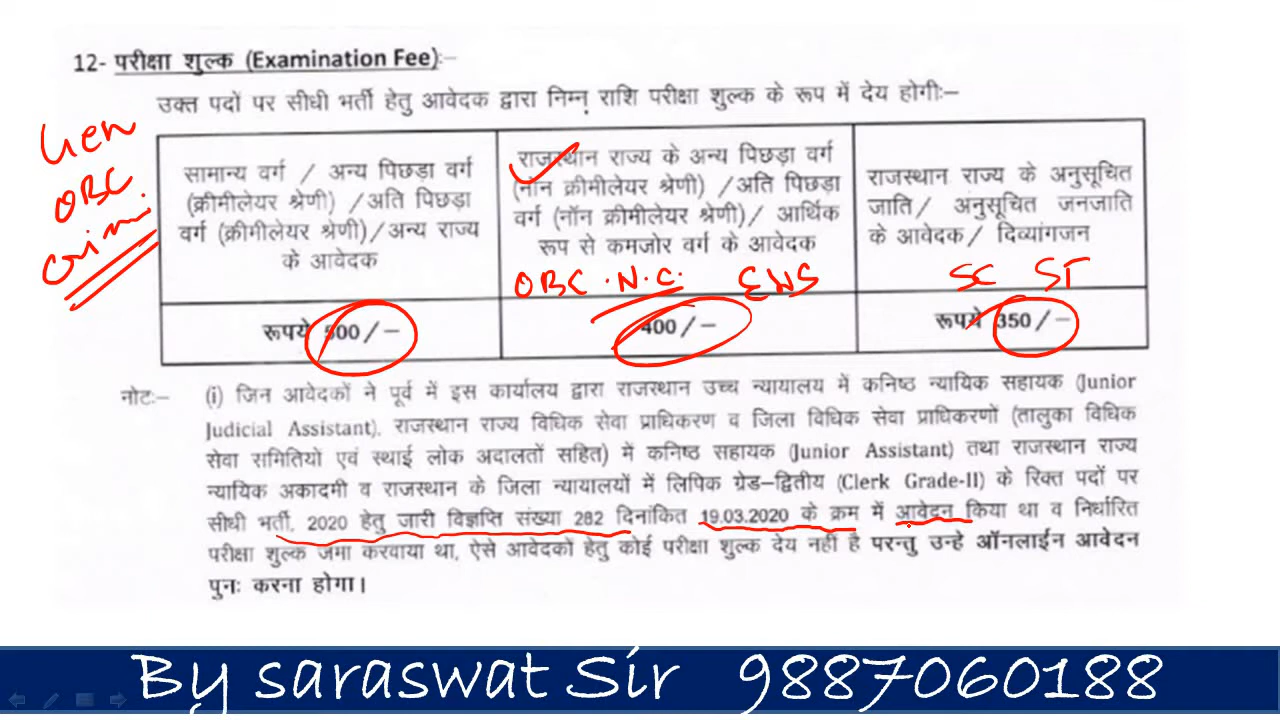 12- परीक्षा शुल्क (Examination Fee):-
उक्त पदों पर सीधी भर्ती हेतु आवेदक द्वारा निम्न राशि परीक्षा शुल्क के रूप में देय होगीः-
Gen
OBC
सामान्य वर्ग / अन्य पिछड़ा वर्ग
(क्रीमीलेयर श्रेणी) /अति पिछड़ा
वर्ग (क्रीमीलेयर श्रेणी)/अन्य राज्य
के आवेदक
राजस्थान राज्य के अन्य पिछड़ा वर्ग
(नॉन क्रीमीलेयर श्रेणी) /अति पिछड़ा
वर्ग (नॉन क्रीमीलेयर श्रेणी)/ आर्थिक
रूप से कमजोर वर्ग के आवेदक
OBC .N.C. EWS
राजस्थान राज्य के अनुसूचित
जाति/ अनुसूचित जनजाति
के आवेदक/ दिव्यांगजन
SC ST
रूपये 500/-
400/-
रूपये 350/-
नोटः- (i) जिन आवेदकों ने पूर्व में इस कार्यालय द्वारा राजस्थान उच्च न्यायालय में कनिष्ठ न्यायिक सहायक (Junior
Judicial Assistant), राजस्थान राज्य विधिक सेवा प्राधिकरण व जिला विधिक सेवा प्राधिकरणों (तालुका विधिक
सेवा समितियो एवं स्थाई लोक अदालतों सहित) में कनिष्ठ सहायक (Junior Assistant) तथा राजस्थान राज्य
न्यायिक अकादमी व राजस्थान के जिला न्यायालयों में लिपिक ग्रेड-द्वितीय (Clerk Grade-II) के रिक्त पदों पर
सीधी भर्ती, 2020 हेतु जारी विज्ञप्ति संख्या 282 दिनांकित 19.03.2020 के क्रम में आवेदन किया था व निर्धारित
परीक्षा शुल्क जमा करवाया था, ऐसे आवेदकों हेतु कोई परीक्षा शुल्क देय नहीं है परन्तु उन्हे ऑनलाईन आवेदन
पुनः करना होगा।
By saraswat Sir 9887060188